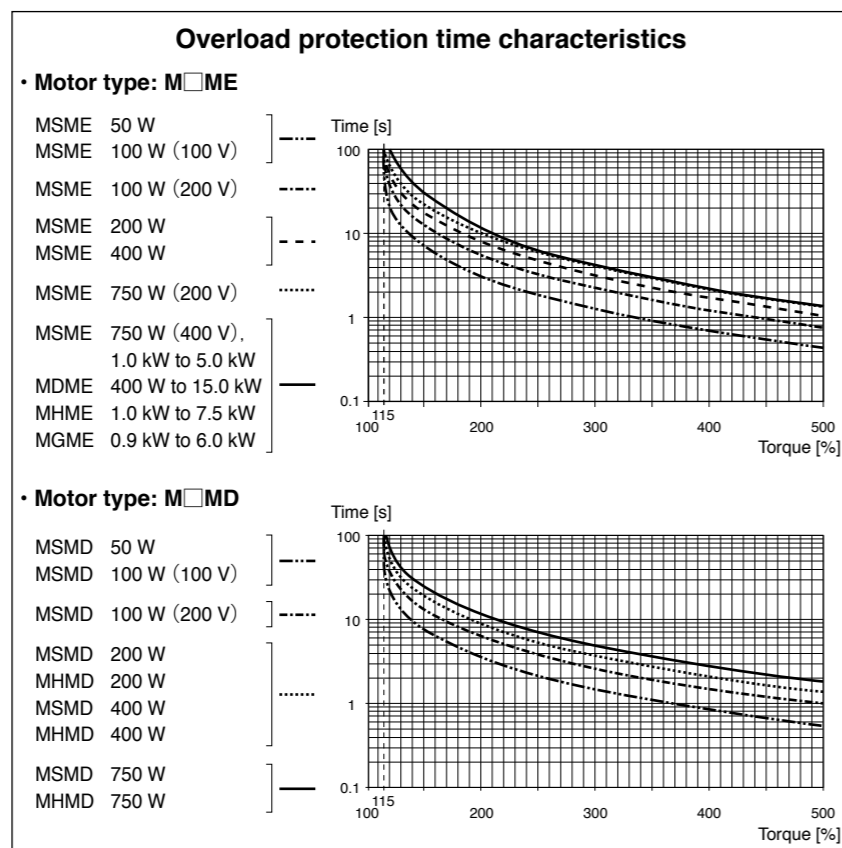 Overload protection time characteristics
• Motor type: M□ME
MSME 50 W
MSME 100 W (100 V)
MSME 100 W (200 V)
MSME 200 W
MSME 400 W
MSME 750 W (200 V)
MSME 750 W (400 V),
1.0 kW to 5.0 kW
MDME 400 W to 15.0 kW
MHME 1.0 kW to 7.5 kW
MGME 0.9 kW to 6.0 kW
Time [s]
100
10
1
0.1
100 115 200 300 400 500
Torque [%]
• Motor type: M□MD
MSMD 50 W
MSMD 100 W (100 V)
MSMD 100 W (200 V)
MSMD 200 W
MHMD 200 W
MSMD 400 W
MHMD 400 W
MSMD 750 W
MHMD 750 W
Time [s]
100
10
1
0.1
100 115 200 300 400 500
Torque [%]